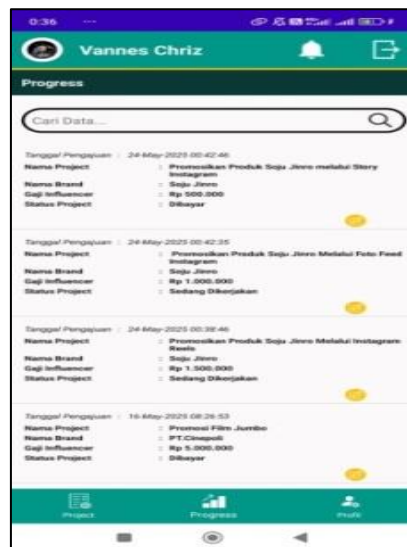 0:36
Vannes Chriz
Progress
Cari Data...
Tanggal Pengajuan : 24-May-2025 00:42:46
Nama Project : Promosikan Produk Soju Jinro melalui Story
Instagram
Nama Brand : Soju Jinro
Gaji Influencer : Rp 500.000
Status Project : Dibayar
Tanggal Pengajuan : 24-May-2025 00:42:35
Nama Project : Promosikan Produk Soju Jinro Melalui Foto Feed
Instagram
Nama Brand : Soju Jinro
Gaji Influencer : Rp 1.000.000
Status Project : Sedang Dikerjakan
Tanggal Pengajuan : 24-May-2025 00:38:46
Nama Project : Promosikan Produk Soju Jinro Melalui Instagram
Reels
Nama Brand : Soju Jinro
Gaji Influencer : Rp 1.500.000
Status Project : Sedang Dikerjakan
Tanggal Pengajuan : 16-May-2025 08:26:53
Nama Project : Promosi Film Jumbo
Nama Brand : PT.Cinepoli
Gaji Influencer : Rp 5.000.000
Status Project : Dibayar
Project Progress Profil